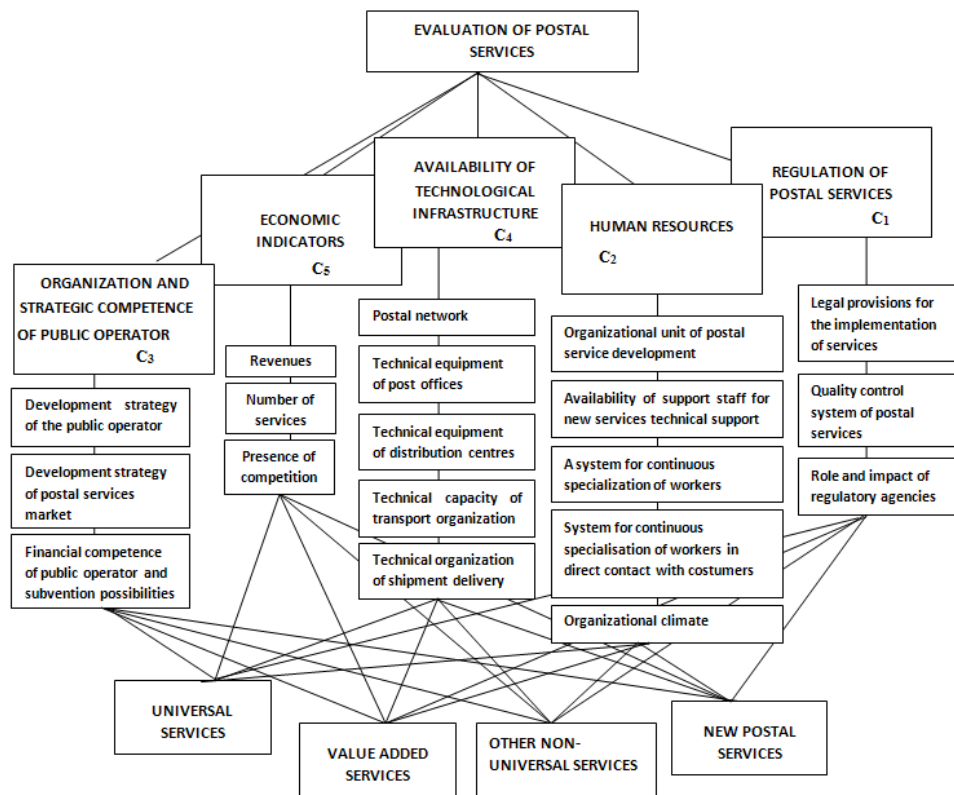 EVALUATION OF POSTAL
SERVICES
AVAILABILITY OF
TECHNOLOGICAL
INFRASTRUCTURE
C4
REGULATION OF
POSTAL SERVICES
C1
ECONOMIC
INDICATORS
C5
HUMAN RESOURCES
C2
ORGANIZATION AND
STRATEGIC COMPETENCE
OF PUBLIC OPERATOR
C3
Development strategy
of the public operator
Development strategy
of postal services
market
Financial competence
of public operator and
subvention possibilities
Revenues
Number of
services
Presence of
competition
Postal network
Technical equipment
of post offices
Technical equipment
of distribution centres
Technical capacity of
transport organization
Technical organization
of shipment delivery
Organizational unit of postal
service development
Availability of support staff for
new services technical support
A system for continuous
specialization of workers
System for continuous
specialisation of workers in
direct contact with costumers
Organizational climate
Legal provisions for
the implementation
of services
Quality control
system of postal
services
Role and impact of
regulatory agencies
UNIVERSAL
SERVICES
VALUE ADDED
SERVICES
OTHER NON-
UNIVERSAL SERVICES
NEW POSTAL
SERVICES